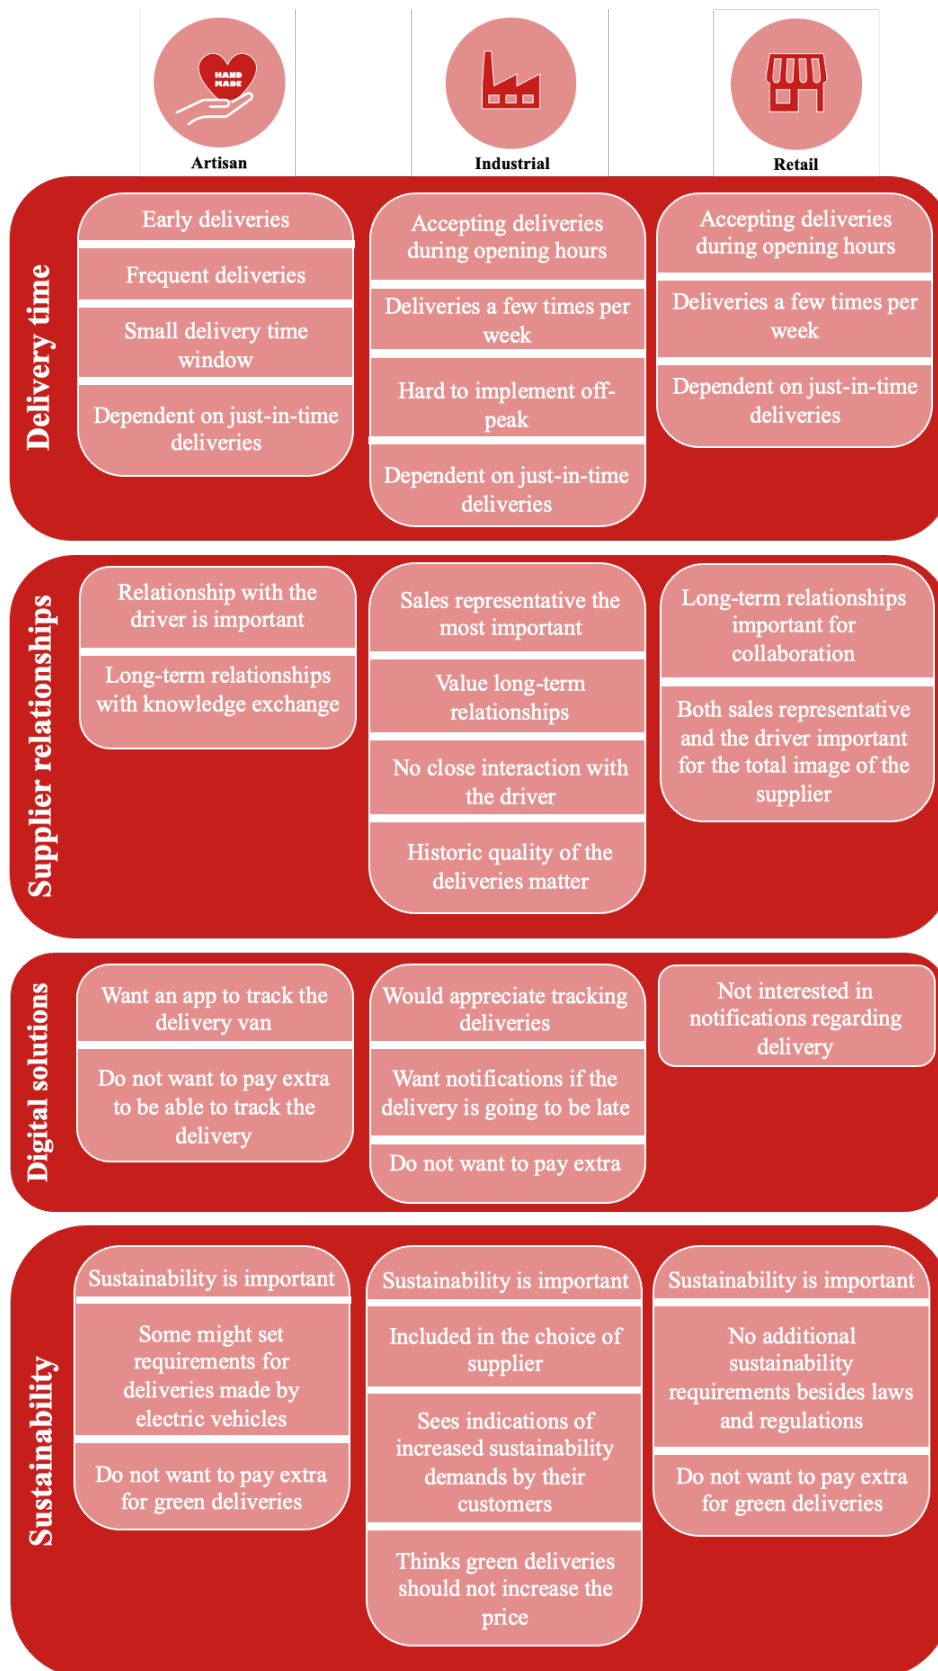 HAND
MADE
Artisan
Industrial
Retail
Delivery time
Early deliveries
Frequent deliveries
Small delivery time
window
Dependent on just-in-time
deliveries
Accepting deliveries
during opening hours
Deliveries a few times per
week
Hard to implement off-
peak
Dependent on just-in-time
deliveries
Accepting deliveries
during opening hours
Deliveries a few times per
week
Dependent on just-in-time
deliveries
Supplier relationships
Relationship with the
driver is important
Long-term relationships
with knowledge exchange
Sales representative the
most important
Value long-term
relationships
No close interaction with
the driver
Historic quality of the
deliveries matter
Long-term relationships
important for
collaboration
Both sales representative
and the driver important
for the total image of the
supplier
Digital solutions
Want an app to track the
delivery van
Do not want to pay extra
to be able to track the
delivery
Would appreciate tracking
deliveries
Want notifications if the
delivery is going to be late
Do not want to pay extra
Not interested in
notifications regarding
delivery
Sustainability
Sustainability is important
Some might set
requirements for
deliveries made by
electric vehicles
Do not want to pay extra
for green deliveries
Sustainability is important
Included in the choice of
supplier
Sees indications of
increased sustainability
demands by their
customers
Thinks green deliveries
should not increase the
price
Sustainability is important
No additional
sustainability
requirements besides laws
and regulations
Do not want to pay extra
for green deliveries